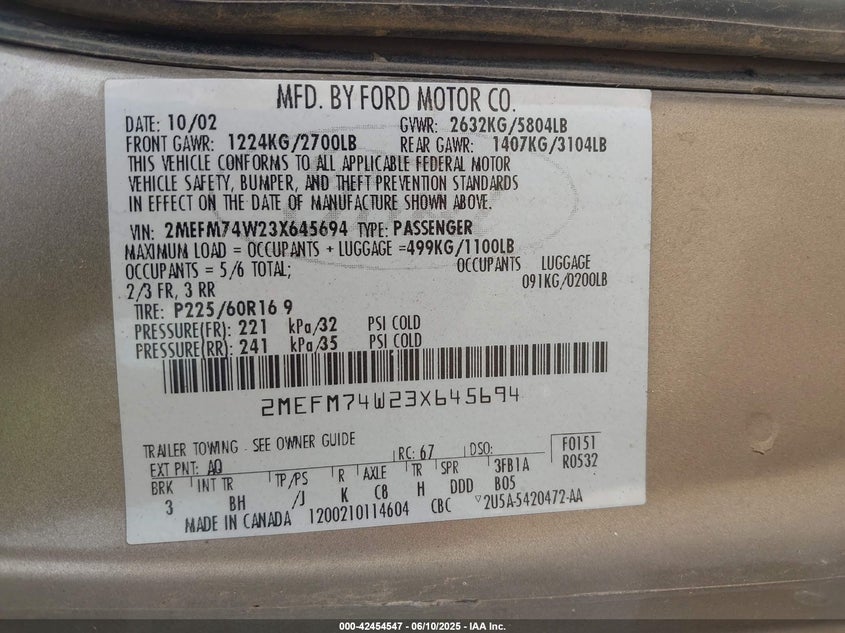 MFD. BY FORD MOTOR CO.
DATE: 10/02 GVWR: 2632KG/5804LB
FRONT GAWR: 1224KG/2700LB REAR GAWR: 1407KG/3104LB
THIS VEHICLE CONFORMS TO ALL APPLICABLE FEDERAL MOTOR
VEHICLE SAFETY, BUMPER, AND THEFT PREVENTION STANDARDS
IN EFFECT ON THE DATE OF MANUFACTURE SHOWN ABOVE.
VIN: 2MEFM74W23X645694 TYPE: PASSENGER
MAXIMUM LOAD = OCCUPANTS + LUGGAGE =499KG/1100LB
OCCUPANTS = 5/6 TOTAL; OCCUPANTS LUGGAGE
2/3 FR, 3 RR 091KG/0200LB
TIRE: P225/60R16 9
PRESSURE(FR): 221 kPa/32 PSI COLD
PRESSURE(RR): 241 kPa/35 PSI COLD
2MEFM74W23X645694
TRAILER TOWING - SEE OWNER GUIDE
EXT PNT: AQ RC: 67 DSO: F0151
BRK INT TR TP/PS R AXLE TR SPR 3FB1A R0532
3 BH /J K C8 H DDD B05
MADE IN CANADA 1200210114604 CBC ▽2U5A-5420472-AA
000-42454547 - 06/10/2025 - IAA Inc.